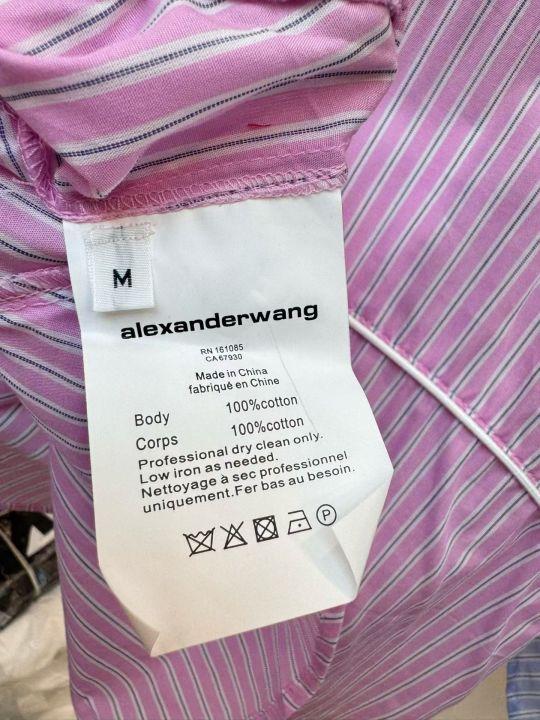 M
alexanderwang
RN 161085
CA 67930
Made in China
fabriqué en Chine
Body 100%cotton
Corps 100%cotton
Professional dry clean only.
Low iron as needed.
Nettoyage à sec professionnel
uniquement.Fer bas au besoin.
P